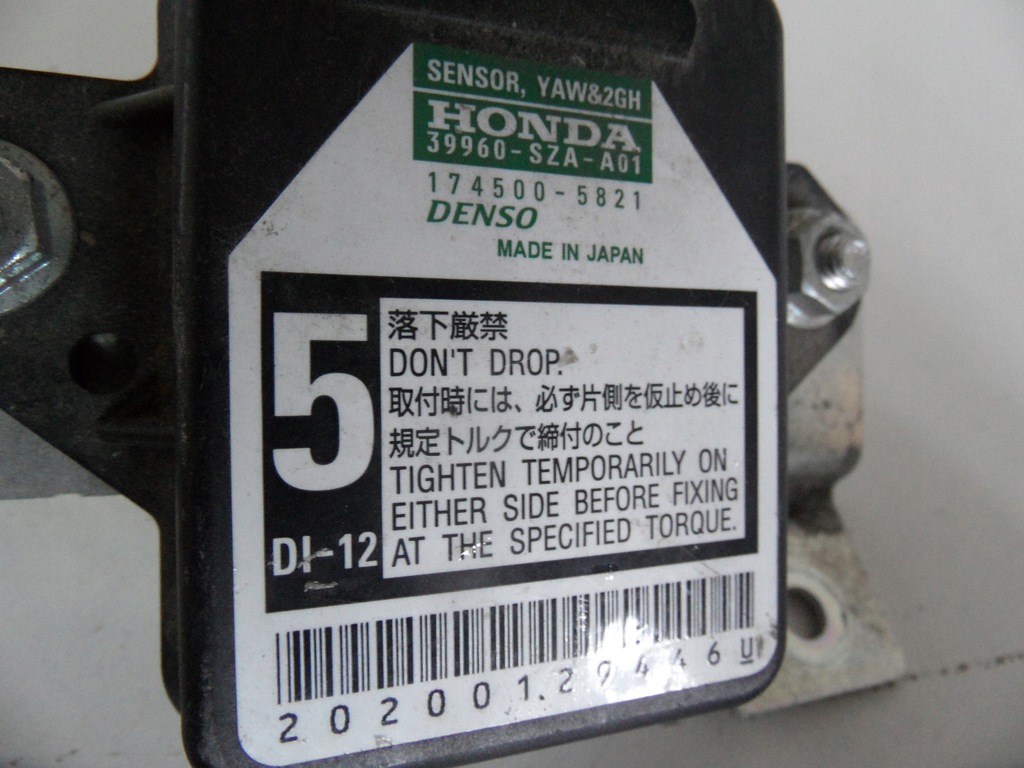 SENSOR, YAW&2GH
HONDA
39960-SZA-A01
174500-5821
DENSO
MADE IN JAPAN
5
DI-12
落下厳禁
DON'T DROP.
取付時には、必ず片側を仮止め後に
規定トルクで締付のこと
TIGHTEN TEMPORARILY ON
EITHER SIDE BEFORE FIXING
AT THE SPECIFIED TORQUE.
202001.29446U